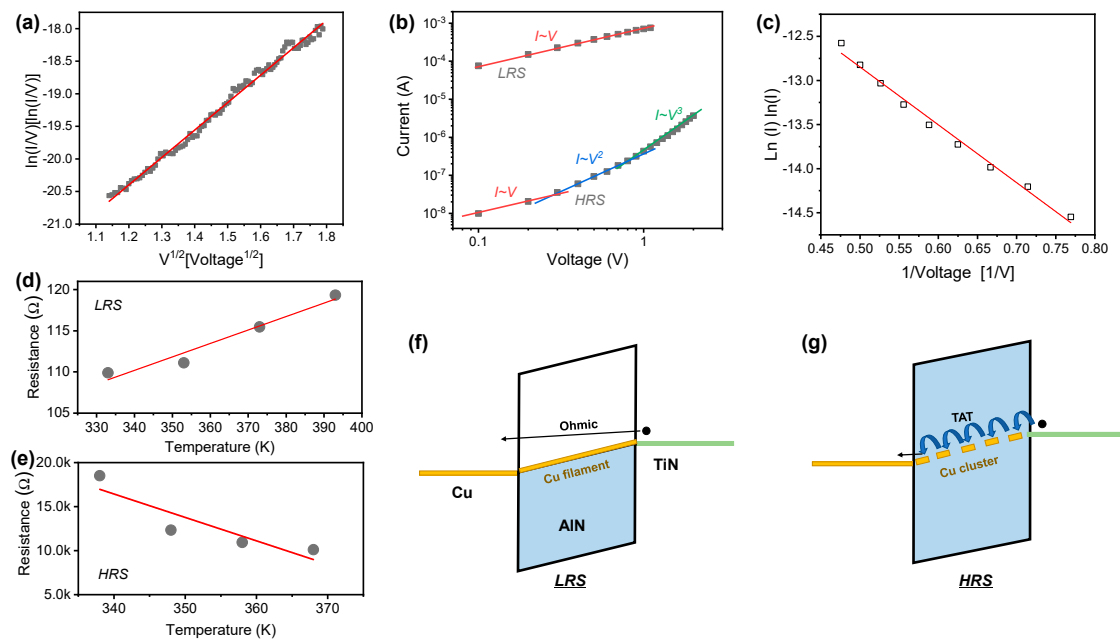 (a)
ln(I/V)[ln(I/V)]
-18.0
-18.5
-19.0
-19.5
-20.0
-20.5
-21.0
1.1 1.2 1.3 1.4 1.5 1.6 1.7 1.8
V^1/2[Voltage^1/2]
(b)
Current (A)
10^-3
10^-4
10^-5
10^-6
10^-7
10^-8
I~V
LRS
I~V^3
I~V^2
I~V
HRS
0.1 1
Voltage (V)
(c)
Ln (I) ln(I)
-12.5
-13.0
-13.5
-14.0
-14.5
0.45 0.50 0.55 0.60 0.65 0.70 0.75 0.80
1/Voltage [1/V]
(d)
Resistance (Ω)
120
115
110
105
LRS
330 340 350 360 370 380 390 400
Temperature (K)
(e)
Resistance (Ω)
20.0k
15.0k
10.0k
5.0k
HRS
340 350 360 370
Temperature (K)
(f)
Ohmic
Cu filament
TiN
Cu
AlN
LRS
(g)
TAT
Cu cluster
HRS